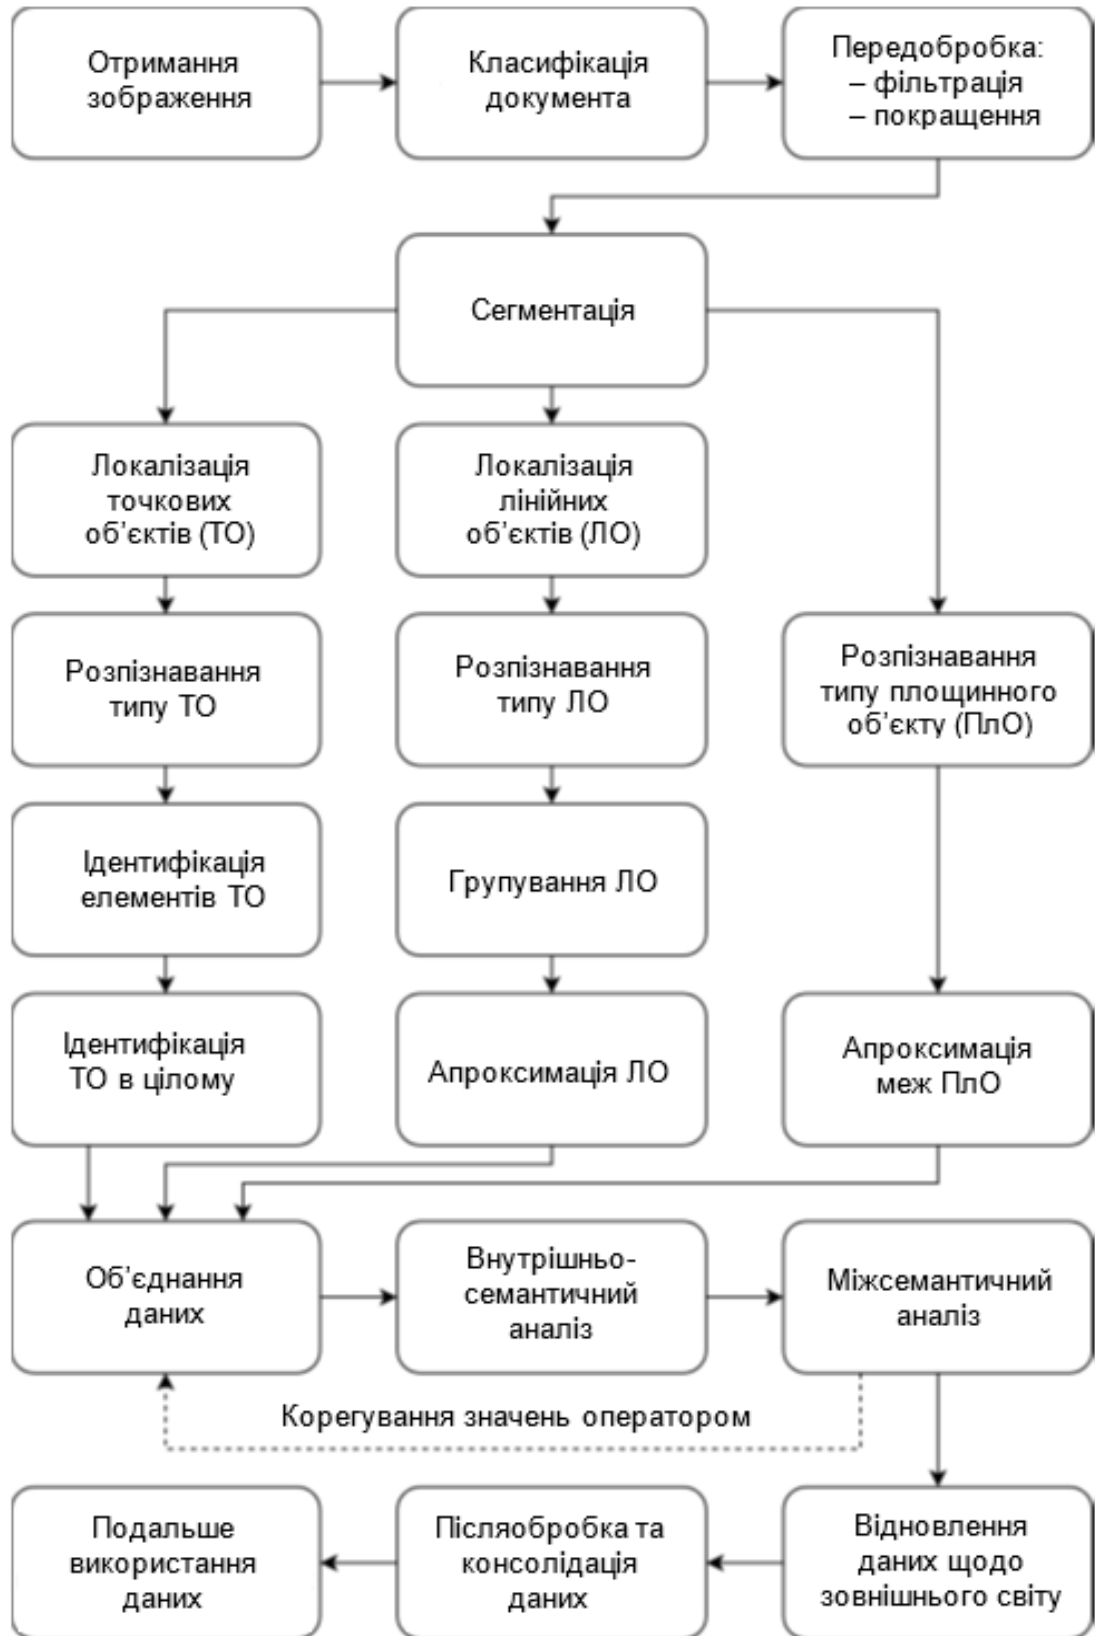 Отримання
зображення
Класифікація
документа
Передобробка:
– фільтрація
– покращення
Сегментація
Локалізація
точкових
об’єктів (ТО)
Локалізація
лінійних
об’єктів (ЛО)
Розпізнавання
типу ТО
Розпізнавання
типу ЛО
Розпізнавання
типу площинного
об’єкту (ПлО)
Ідентифікація
елементів ТО
Групування ЛО
Ідентифікація
ТО в цілому
Апроксимація ЛО
Апроксимація
меж ПлО
Об’єднання
даних
Внутрішньо-
семантичний
аналіз
Міжсемантичний
аналіз
Корегування значень оператором
Подальше
використання
даних
Післяобробка та
консолідація
даних
Відновлення
даних щодо
зовнішнього світу